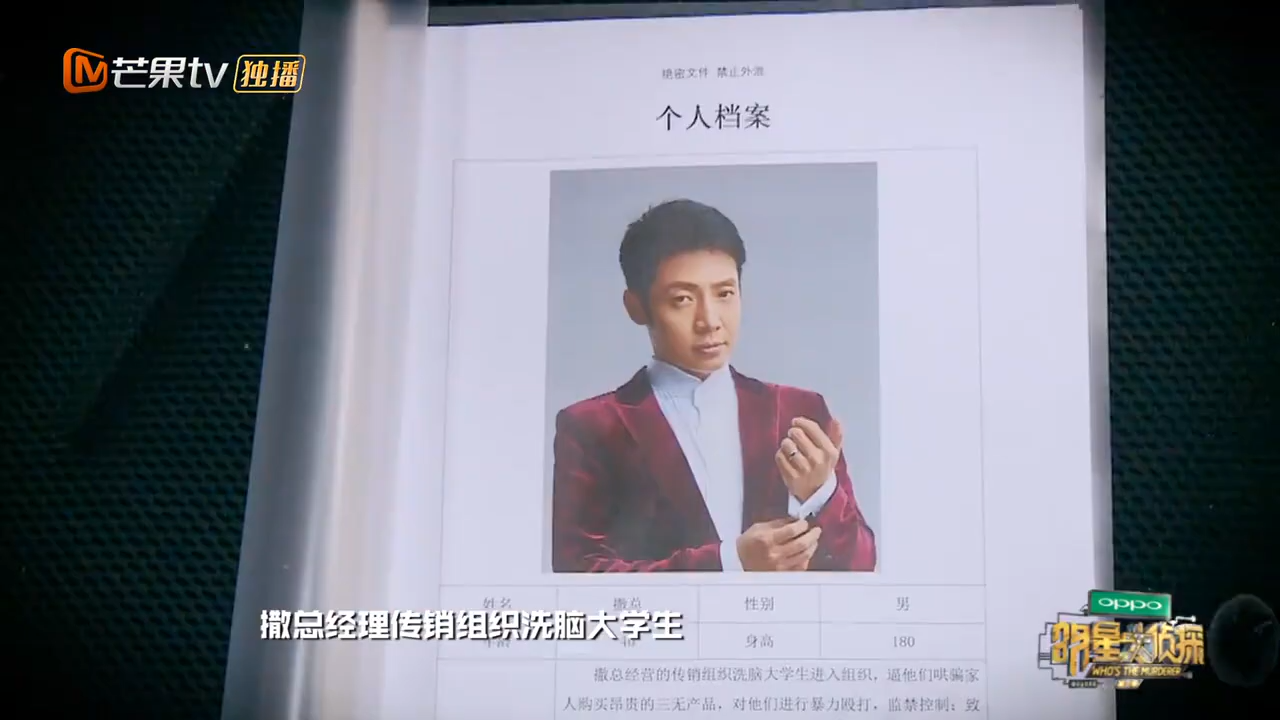 芒果tv 独播
绝密文件 禁止外泄
个人档案
姓名 撒总 性别 男
撒总经理传销组织洗脑大学生
身高 180
撒总经营的传销组织洗脑大学生进入组织，逼他们哄骗家
人购买昂贵的三无产品，对他们进行暴力殴打，监禁控制；致
oppo
明星大侦探
WHO'S THE MURDERER